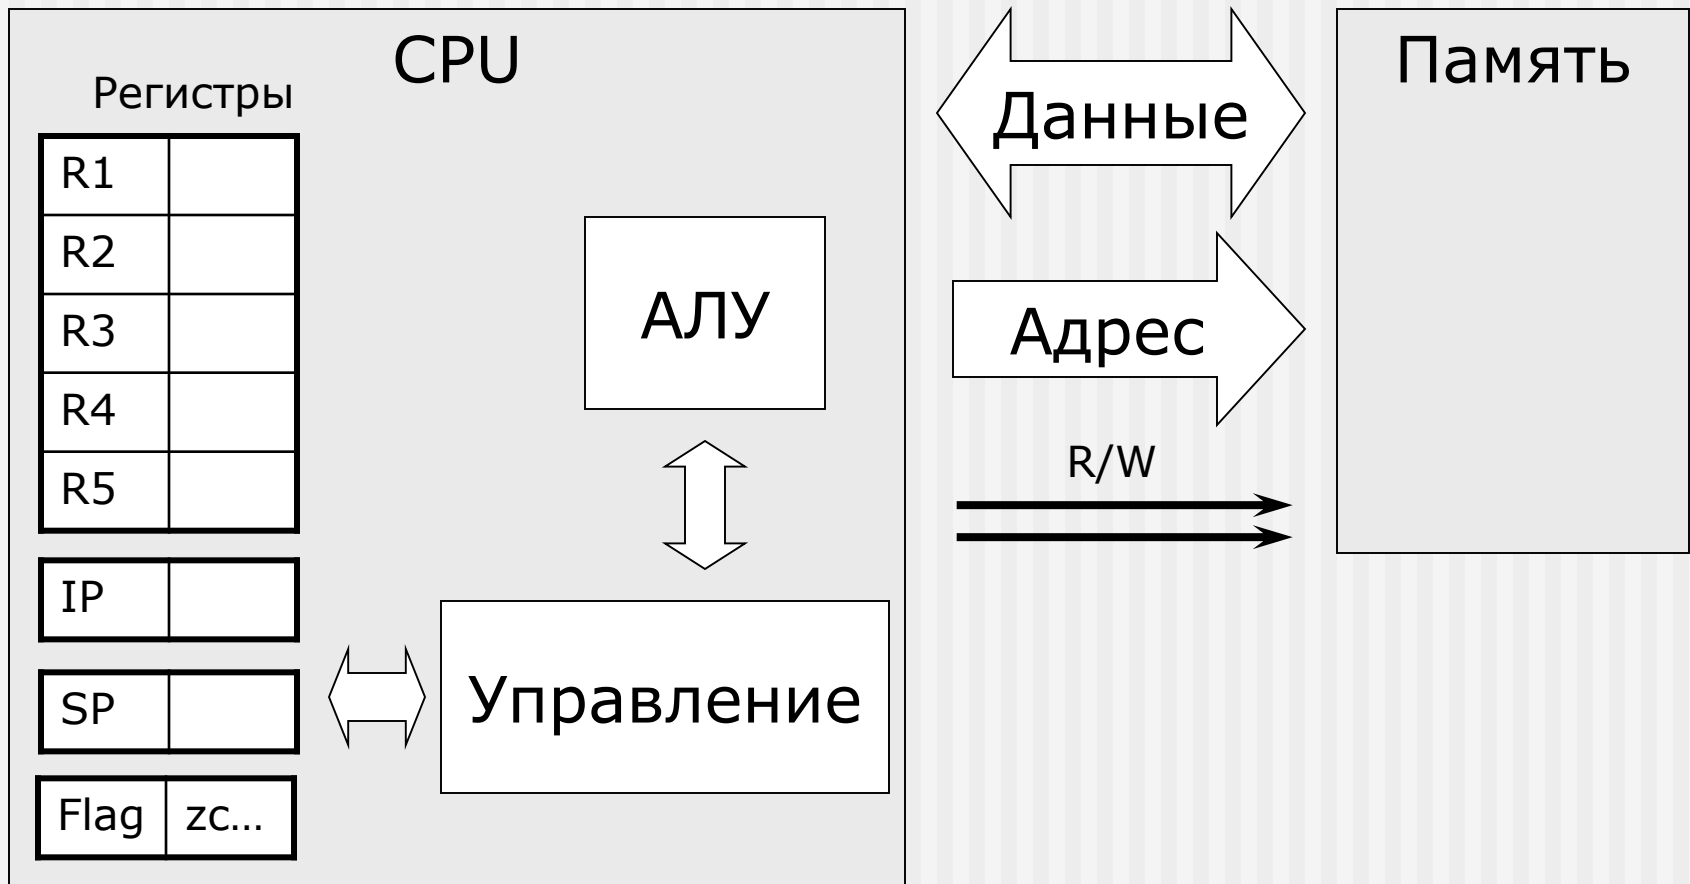 CPU
Регистры
R1
R2
R3
R4
R5
IP
SP
Flag zc...
АЛУ
Управление
Данные
Адрес
R/W
Память